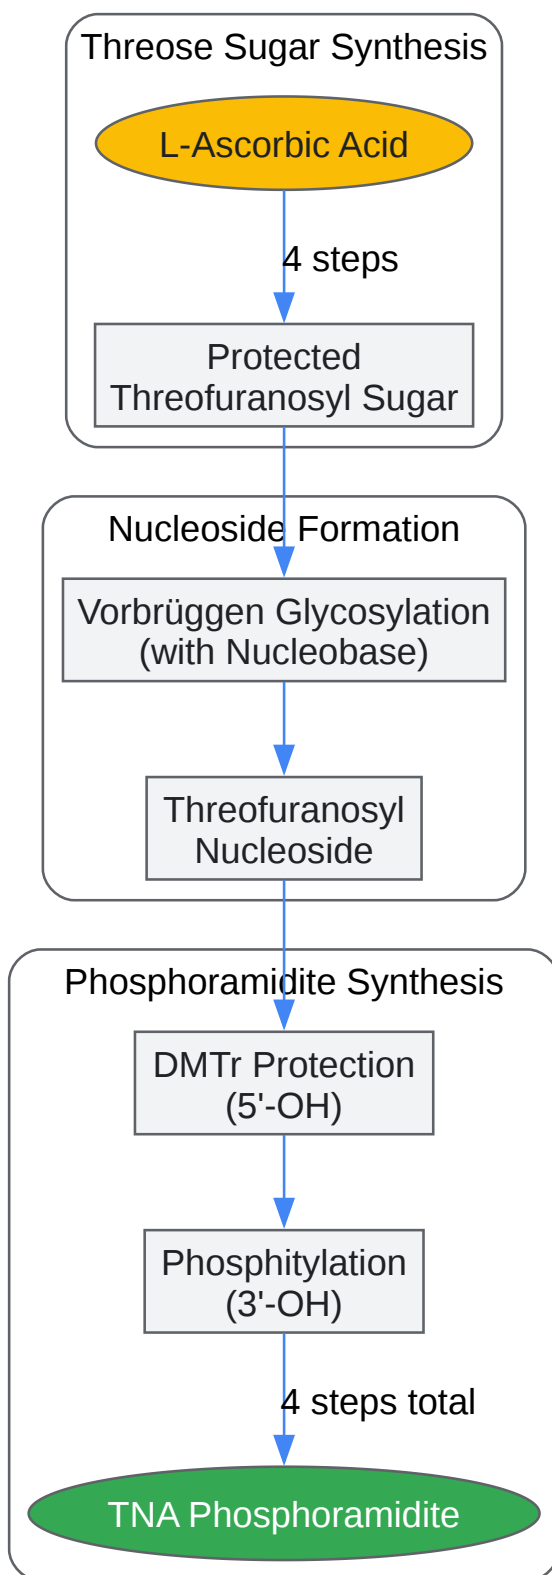 Threose Sugar Synthesis
L-Ascorbic Acid
4 steps
Protected
Threofuranosyl Sugar
Nucleoside Formation
Vorbrüggen Glycosylation
(with Nucleobase)
Threofuranosyl
Nucleoside
Phosphoramidite Synthesis
DMTr Protection
(5'-OH)
Phosphitylation
(3'-OH)
4 steps total
TNA Phosphoramidite